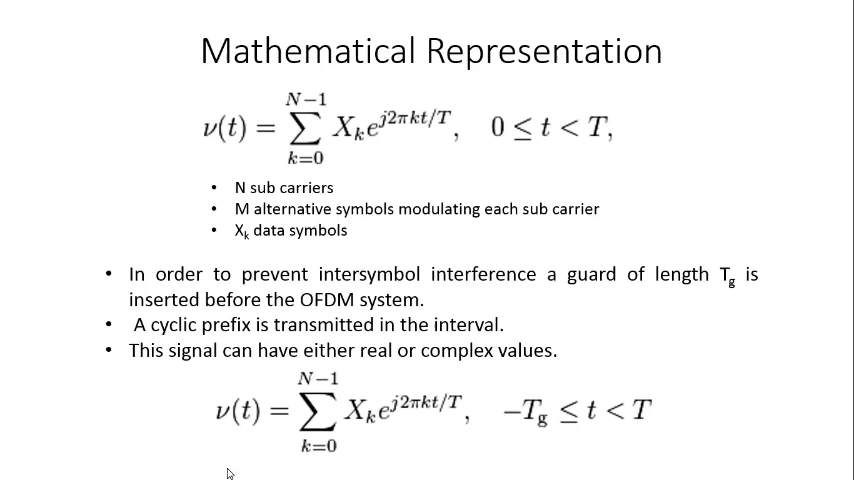 Mathematical Representation
ν(t) = \sum_{k=0}^{N−1} X_k e^{j2πkt/T}, 0 ≤ t < T,
• N sub carriers
• M alternative symbols modulating each sub carrier
• X_k data symbols
• In order to prevent intersymbol interference a guard of length T_g is
inserted before the OFDM system.
• A cyclic prefix is transmitted in the interval.
• This signal can have either real or complex values.
ν(t) = \sum_{k=0}^{N−1} X_k e^{j2πkt/T}, −T_g ≤ t < T